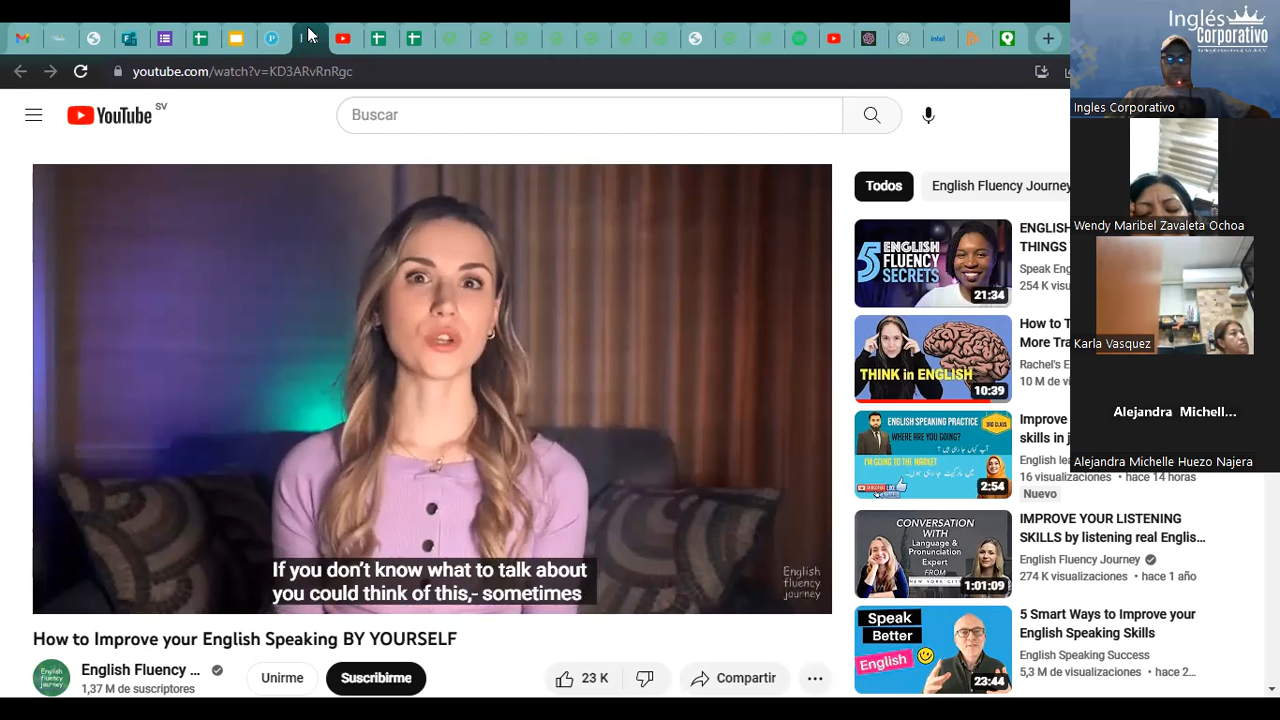 youtube.com/watch?v=KD3ARvRnRgc
YouTube SV
Buscar
If you don't know what to talk about
you could think of this,- sometimes
English
fluency
journey
How to Improve your English Speaking BY YOURSELF
English
fluency
journey
English Fluency ...
1,37 M de suscriptores
Unirme
Suscribirme
23 K
Compartir
Todos
English Fluency Journey
5 ENGLISH
FLUENCY
SECRETS
21:34
ENGLISH
THINGS
Speak Eng
254 K visu
THINK in ENGLISH
10:39
How to T
More Tra
Rachel's E
10 M de vi
ENGLISH SPEAKING PRACTICE
WHERE ARE YOU GOING?
I'M GOING TO THE
MARKET
2:54
Improve
skills in j
English lea
16 visualizaciones • hace 14 horas
Nuevo
CONVERSATION
WITH
Language &
Pronunciation
Expert
FROM
NEW YORK CITY
1:01:09
IMPROVE YOUR LISTENING
SKILLS by listening real Englis...
English Fluency Journey
274 K visualizaciones • hace 1 año
Speak
Better
English
23:44
5 Smart Ways to Improve your
English Speaking Skills
English Speaking Success
5,3 M de visualizaciones • hace 2...
Inglés
Corporativo
Ingles Corporativo
Wendy Maribel Zavaleta Ochoa
Karla Vasquez
Alejandra Michell...
Alejandra Michelle Huezo Najera